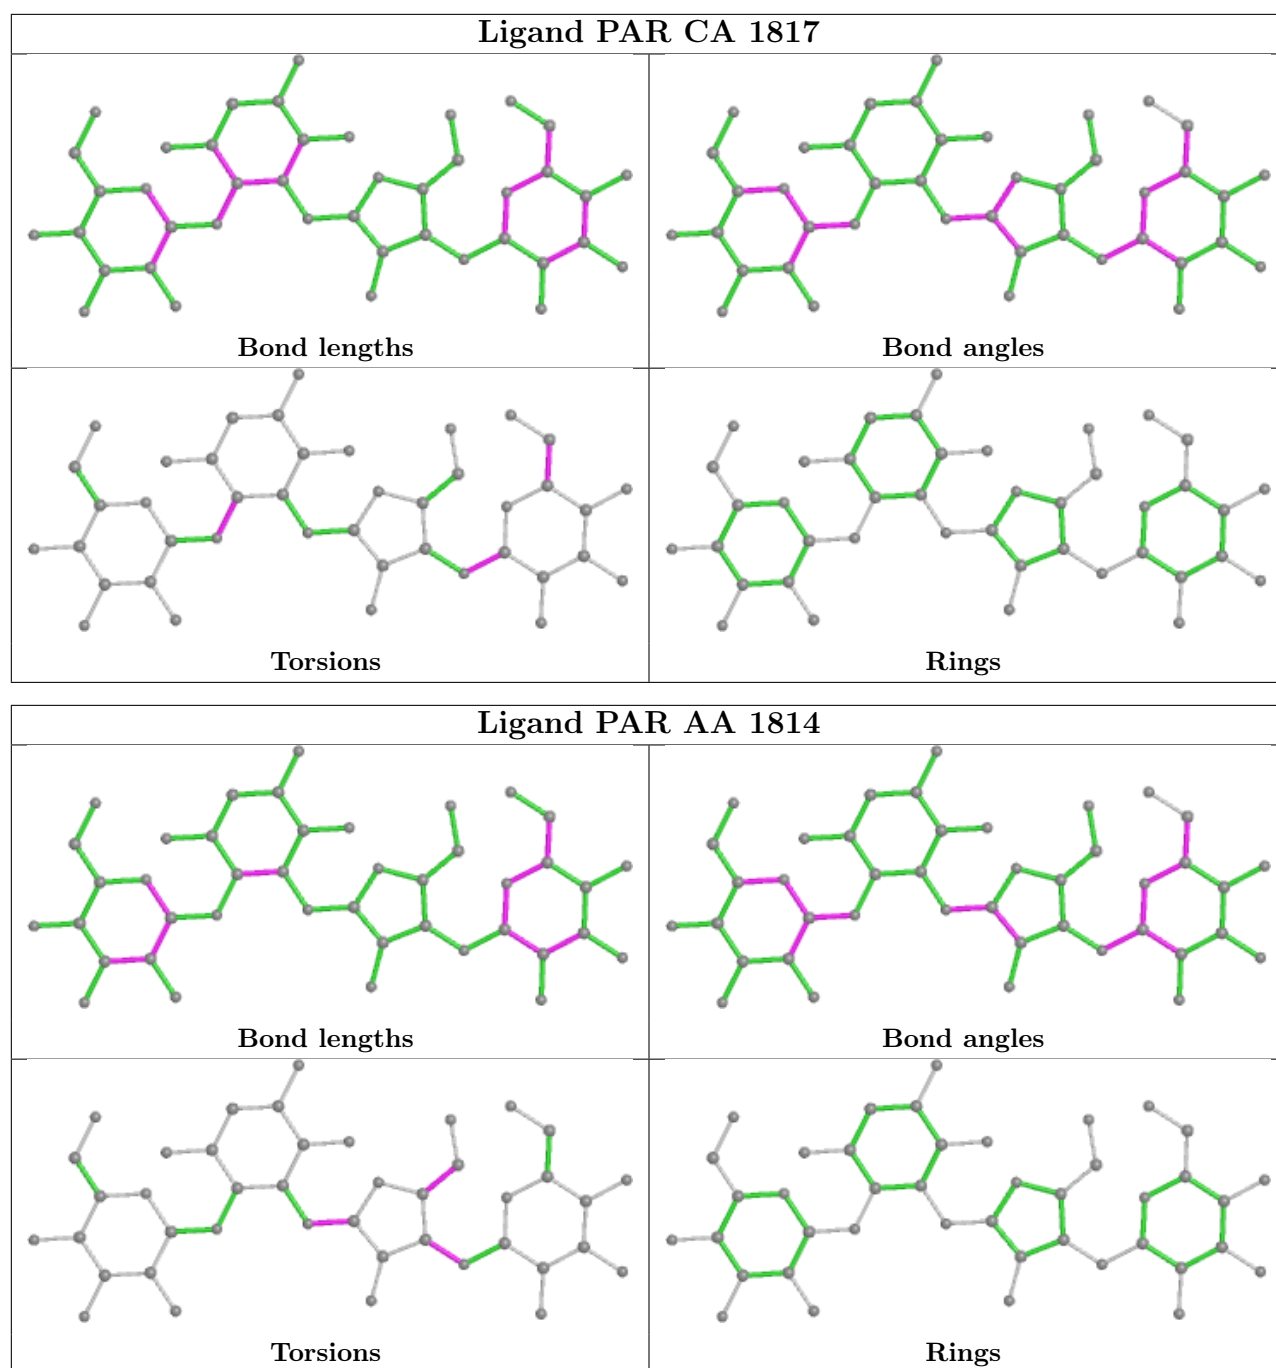 Ligand PAR CA 1817
Bond lengths
Bond angles
Torsions
Rings
Ligand PAR AA 1814
Bond lengths
Bond angles
Torsions
Rings